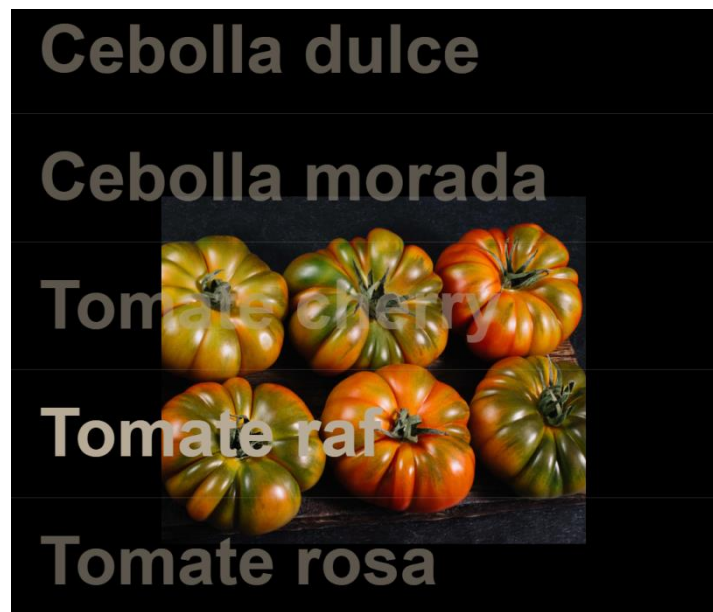 Cebolla dulce
Cebolla morada
Tomate cherry
Tomate raf
Tomate rosa